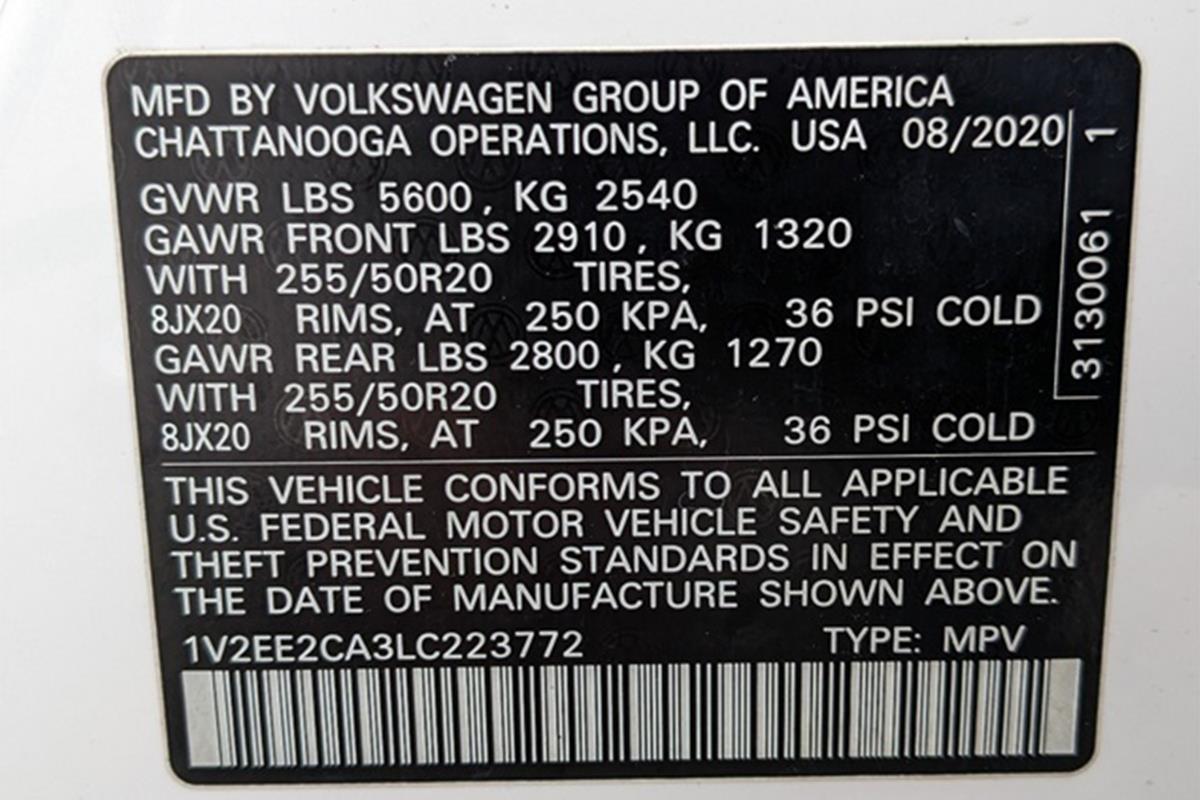 MFD BY VOLKSWAGEN GROUP OF AMERICA
CHATTANOOGA OPERATIONS, LLC. USA 08/2020
GVWR LBS 5600, KG 2540
GAWR FRONT LBS 2910, KG 1320
WITH 255/50R20 TIRES,
8JX20 RIMS, AT 250 KPA, 36 PSI COLD
GAWR REAR LBS 2800, KG 1270
WITH 255/50R20 TIRES,
8JX20 RIMS, AT 250 KPA, 36 PSI COLD
3130061 1
THIS VEHICLE CONFORMS TO ALL APPLICABLE
U.S. FEDERAL MOTOR VEHICLE SAFETY AND
THEFT PREVENTION STANDARDS IN EFFECT ON
THE DATE OF MANUFACTURE SHOWN ABOVE.
1V2EE2CA3LC223772 TYPE: MPV